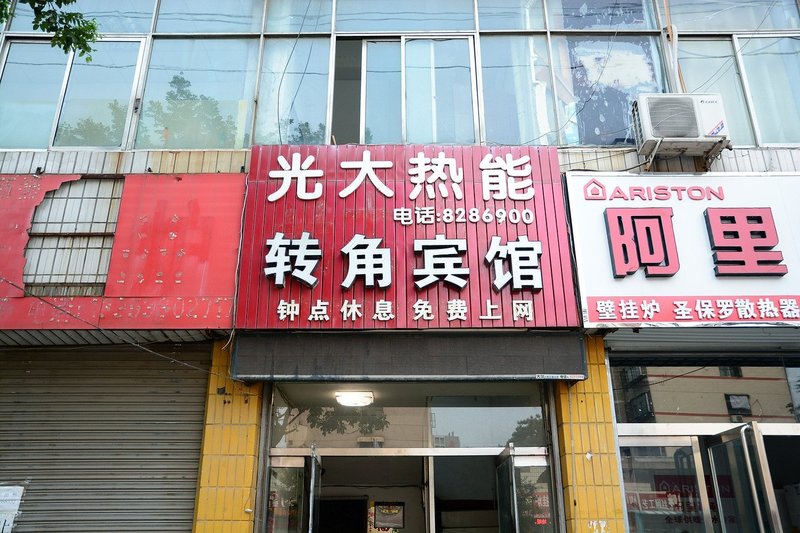 光大热能
电话:8286900
转角宾馆
钟点休息 免费上网
ARISTON
阿里
壁挂炉 圣保罗散热器
ARISTON